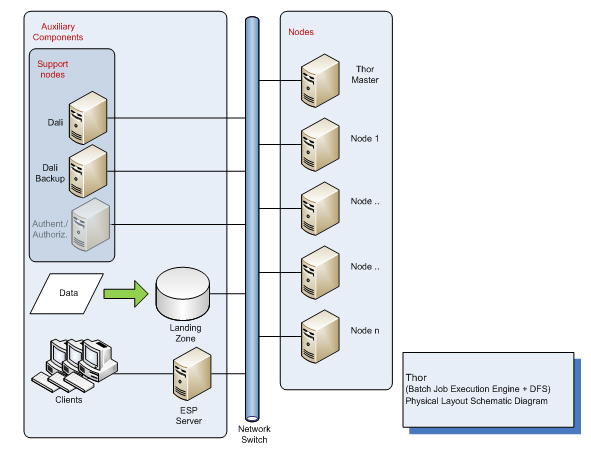 Auxiliary
Components
Support
nodes
Dali
Dali
Backup
Authent./
Authoriz.
Data
Landing
Zone
Clients
ESP
Server
Network
Switch
Nodes
Thor
Master
Node 1
Node ..
Node ..
Node n
Thor
(Batch Job Execution Engine + DFS)
Physical Layout Schematic Diagram